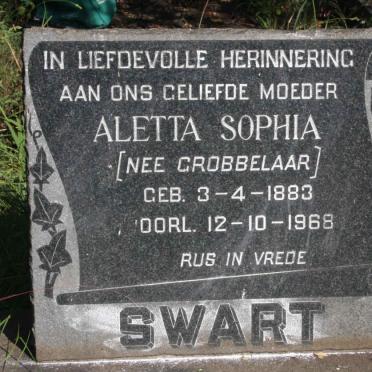 IN LIEFDEVOLLE HERINNERING
AAN ONS GELIEFDE MOEDER
ALETTA SOPHIA
[NEE GROBBELAAR]
GEB. 3-4-1883
OORL. 12-10-1968
RUS IN VREDE
SWART